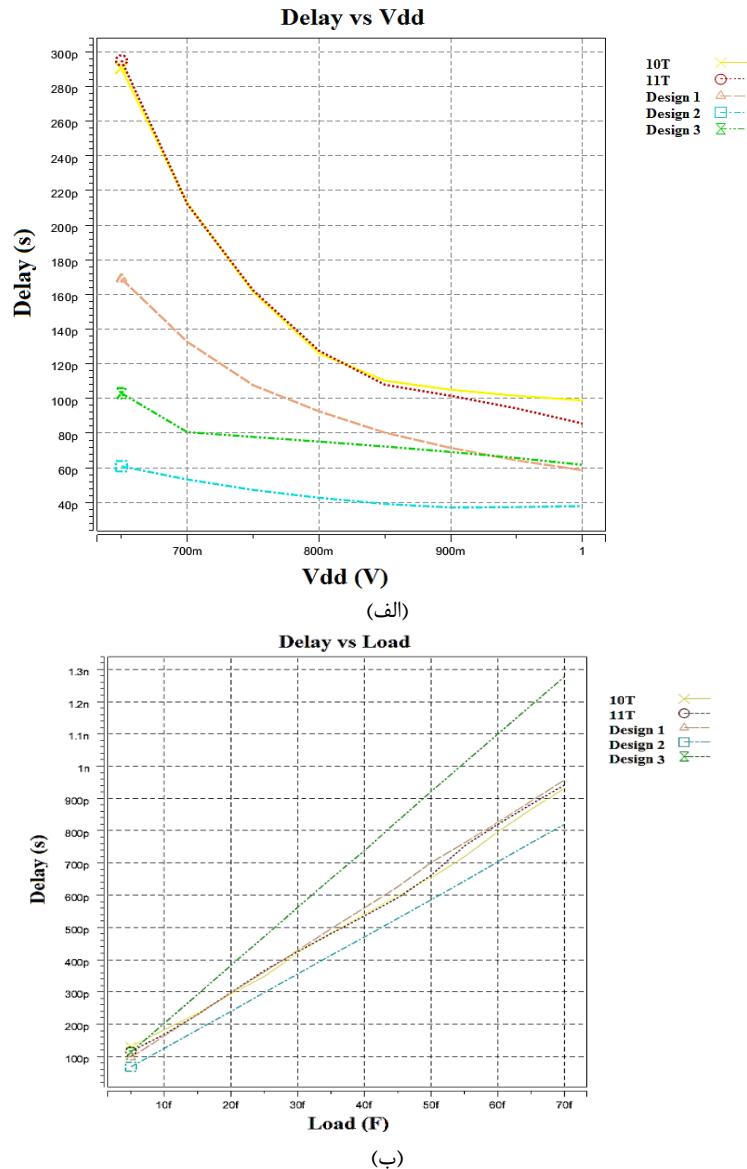 Delay vs Vdd
300p
280p
260p
240p
220p
200p
180p
160p
140p
120p
100p
80p
60p
40p
Delay (s)
700m
800m
900m
1
Vdd (V)
10T
11T
Design 1
Design 2
Design 3
(الف)
Delay vs Load
1.3n
1.2n
1.1n
1n
900p
800p
700p
600p
500p
400p
300p
200p
100p
Delay (s)
10f
20f
30f
40f
50f
60f
70f
Load (F)
10T
11T
Design 1
Design 2
Design 3
(ب)